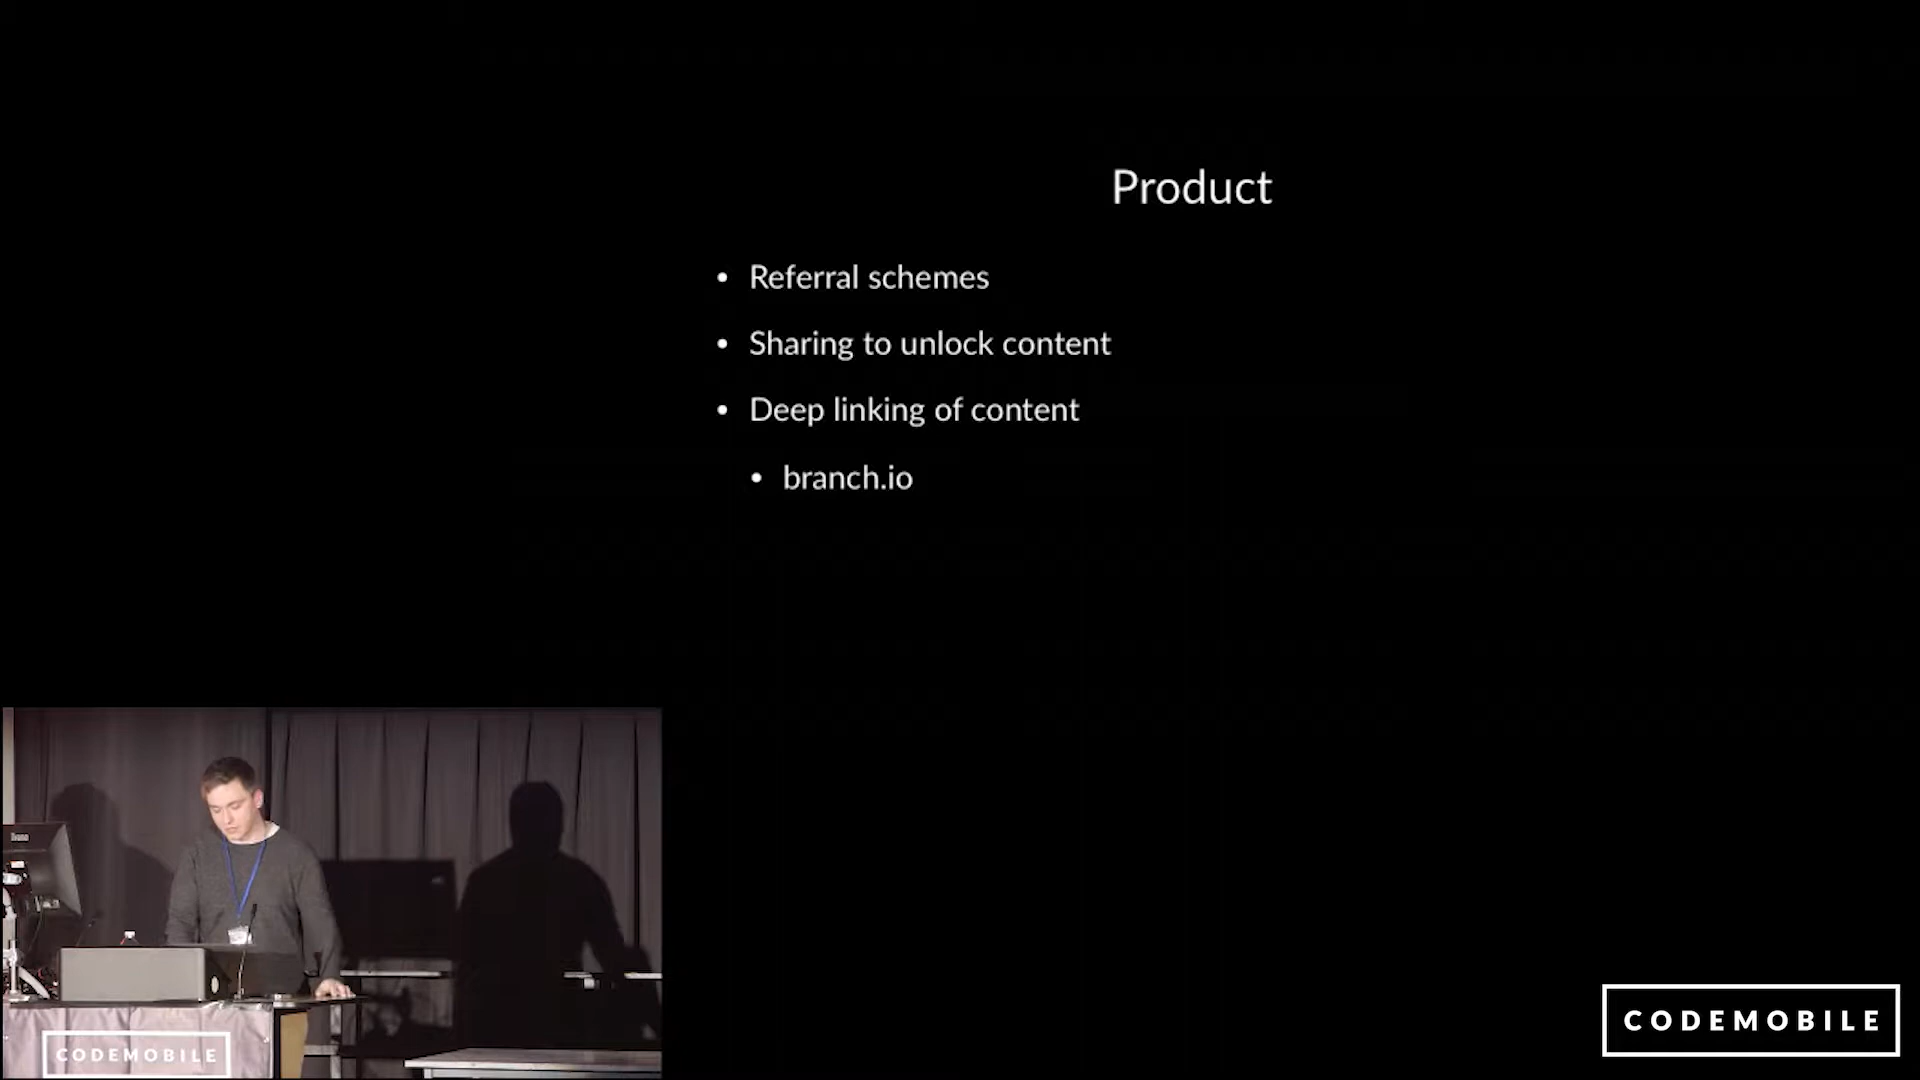 Product
• Referral schemes
• Sharing to unlock content
• Deep linking of content
• branch.io
CODEMOBILE
CODEMOBILE